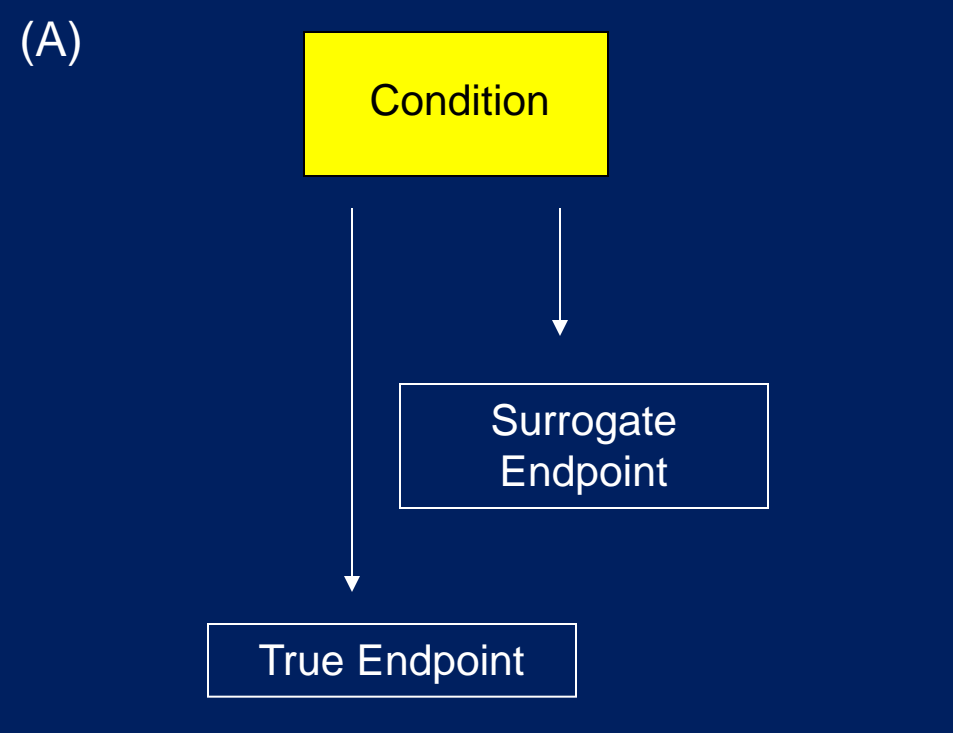 (A)
Condition
Surrogate
Endpoint
True Endpoint